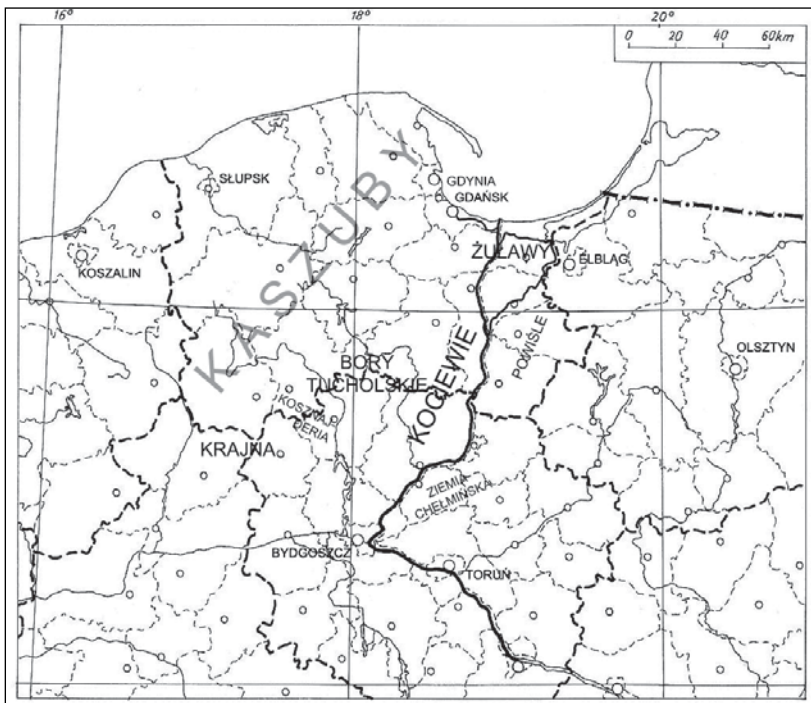 16° 18° 20°
0 20 40 60km
KASZUBY
SŁUPSK
GDYNIA
GDAŃSK
ŻUŁAWY
ELBLĄG
KOSZALIN
KOCIEWIE
POWIŚLE
OLSZTYN
BORY
TUCHOLSKIE
KOSZNAJ
DERIA
KRAJNA
ZIEMIA
CHEŁMIŃSKA
BYDGOSZCZ
TORUŃ